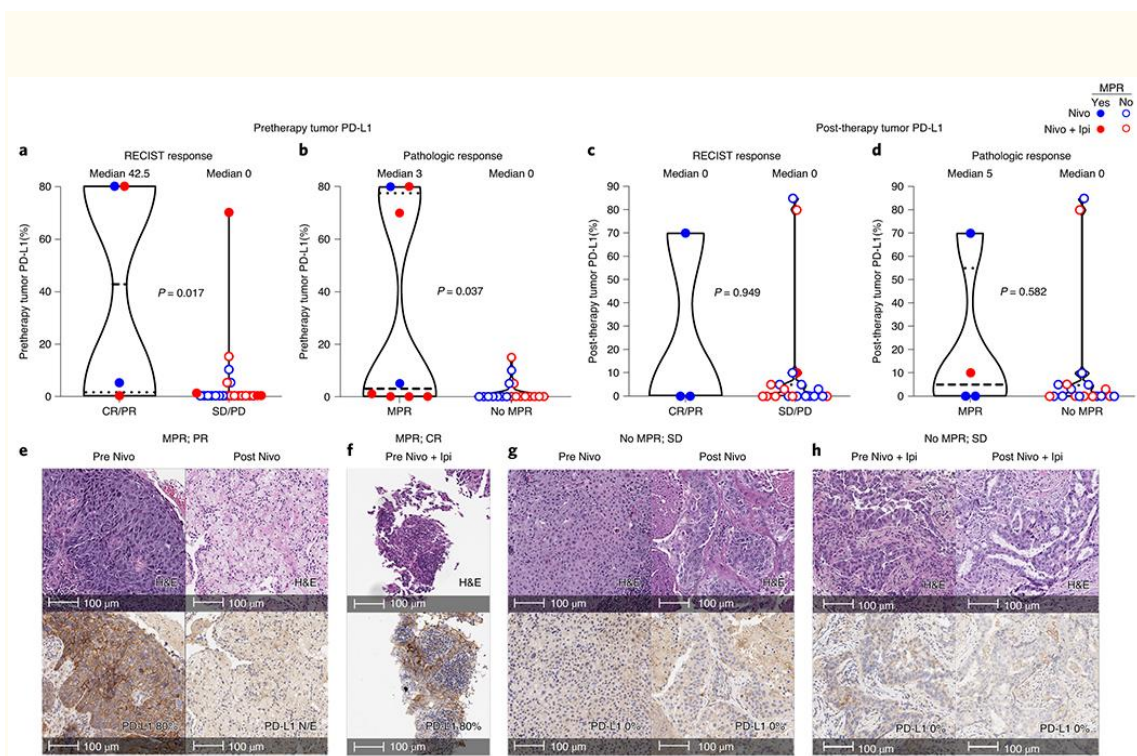 MPR
Yes No
Nivo
Nivo + Ipi
Pretherapy tumor PD-L1
Post-therapy tumor PD-L1
a
RECIST response
Median 42.5
Median 0
Pretherapy tumor PD-L1(%)
80
60
40
20
0
P = 0.017
CR/PR
SD/PD
b
Pathologic response
Median 3
Median 0
Pretherapy tumor PD-L1(%)
80
60
40
20
0
P = 0.037
MPR
No MPR
c
RECIST response
Median 0
Median 0
Post-therapy tumor PD-L1(%)
90
80
70
60
50
40
30
20
10
0
P = 0.949
CR/PR
SD/PD
d
Pathologic response
Median 5
Median 0
Post-therapy tumor PD-L1(%)
90
80
70
60
50
40
30
20
10
0
P = 0.582
MPR
No MPR
e
MPR; PR
Pre Nivo
Post Nivo
H&E
H&E
100 µm
100 µm
PD-L1 80%
PD-L1 N/E
100 µm
100 µm
f
MPR; CR
Pre Nivo + Ipi
H&E
100 µm
PD-L1 80%
100 µm
g
No MPR; SD
Pre Nivo
Post Nivo
H&E
H&E
100 µm
100 µm
PD-L1 0%
PD-L1 0%
100 µm
100 µm
h
No MPR; SD
Pre Nivo + Ipi
Post Nivo + Ipi
H&E
H&E
100 µm
100 µm
PD-L1 0%
PD-L1 0%
100 µm
100 µm